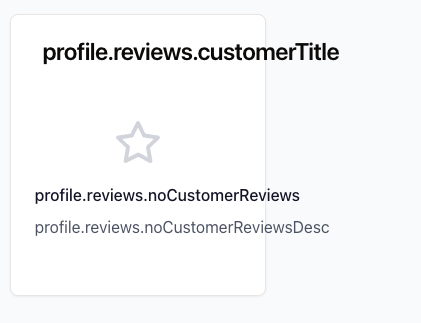 profile.reviews.customerTitle
profile.reviews.noCustomerReviews
profile.reviews.noCustomerReviewsDesc